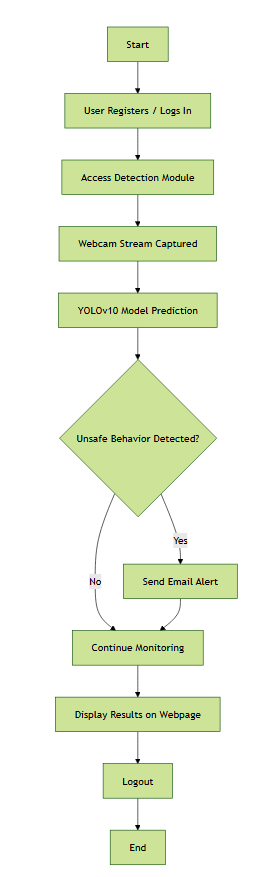 Start
User Registers / Logs In
Access Detection Module
Webcam Stream Captured
YOLOv10 Model Prediction
Unsafe Behavior Detected?
Yes
No
Send Email Alert
Continue Monitoring
Display Results on Webpage
Logout
End